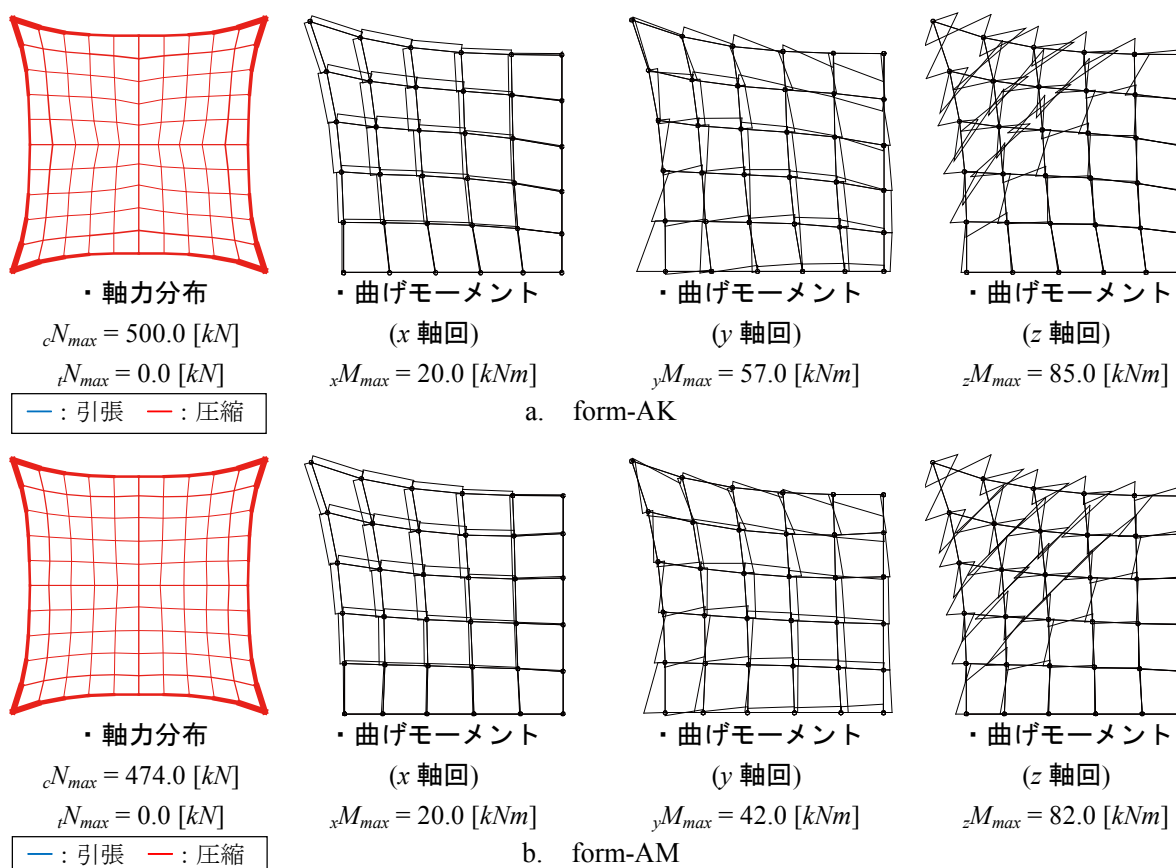 ・軸力分布 ・曲げモーメント ・曲げモーメント ・曲げモーメント
cNmax = 500.0 [kN] (x 軸回) (y 軸回) (z 軸回)
tNmax = 0.0 [kN] xMmax = 20.0 [kNm] yMmax = 57.0 [kNm] zMmax = 85.0 [kNm]
— : 引張 — : 圧縮
a. form-AK
・軸力分布 ・曲げモーメント ・曲げモーメント ・曲げモーメント
cNmax = 474.0 [kN] (x 軸回) (y 軸回) (z 軸回)
tNmax = 0.0 [kN] xMmax = 20.0 [kNm] yMmax = 42.0 [kNm] zMmax = 82.0 [kNm]
— : 引張 — : 圧縮
b. form-AM